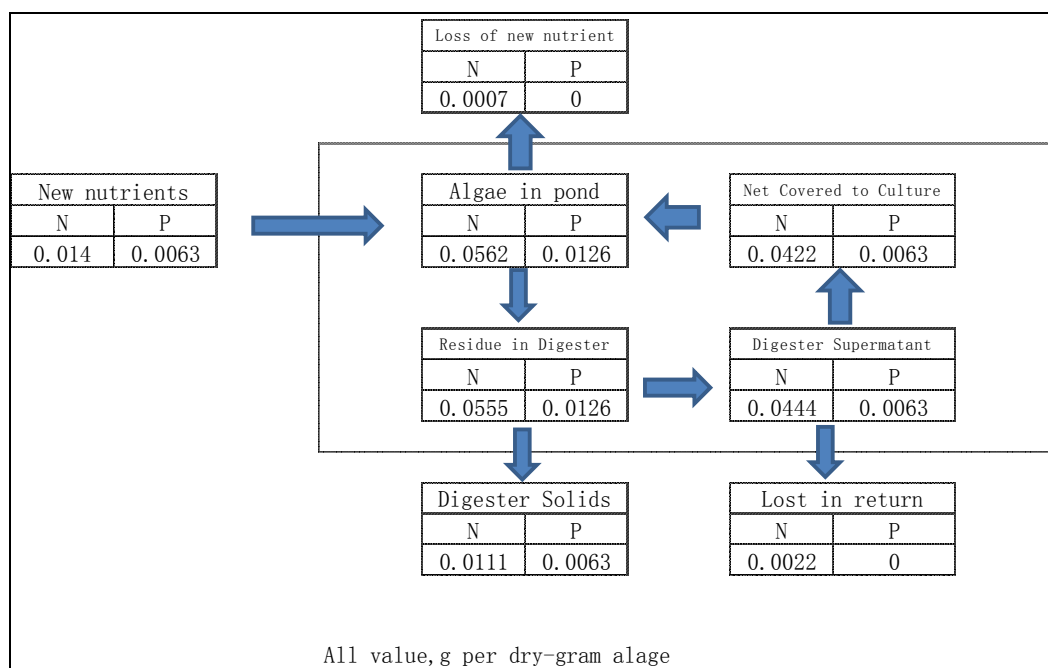 Loss of new nutrient
N P
0.0007 0
New nutrients
N P
0.014 0.0063
Algae in pond
N P
0.0562 0.0126
Net Covered to Culture
N P
0.0422 0.0063
Residue in Digester
N P
0.0555 0.0126
Digester Supermatant
N P
0.0444 0.0063
Digester Solids
N P
0.0111 0.0063
Lost in return
N P
0.0022 0
All value,g per dry-gram alage